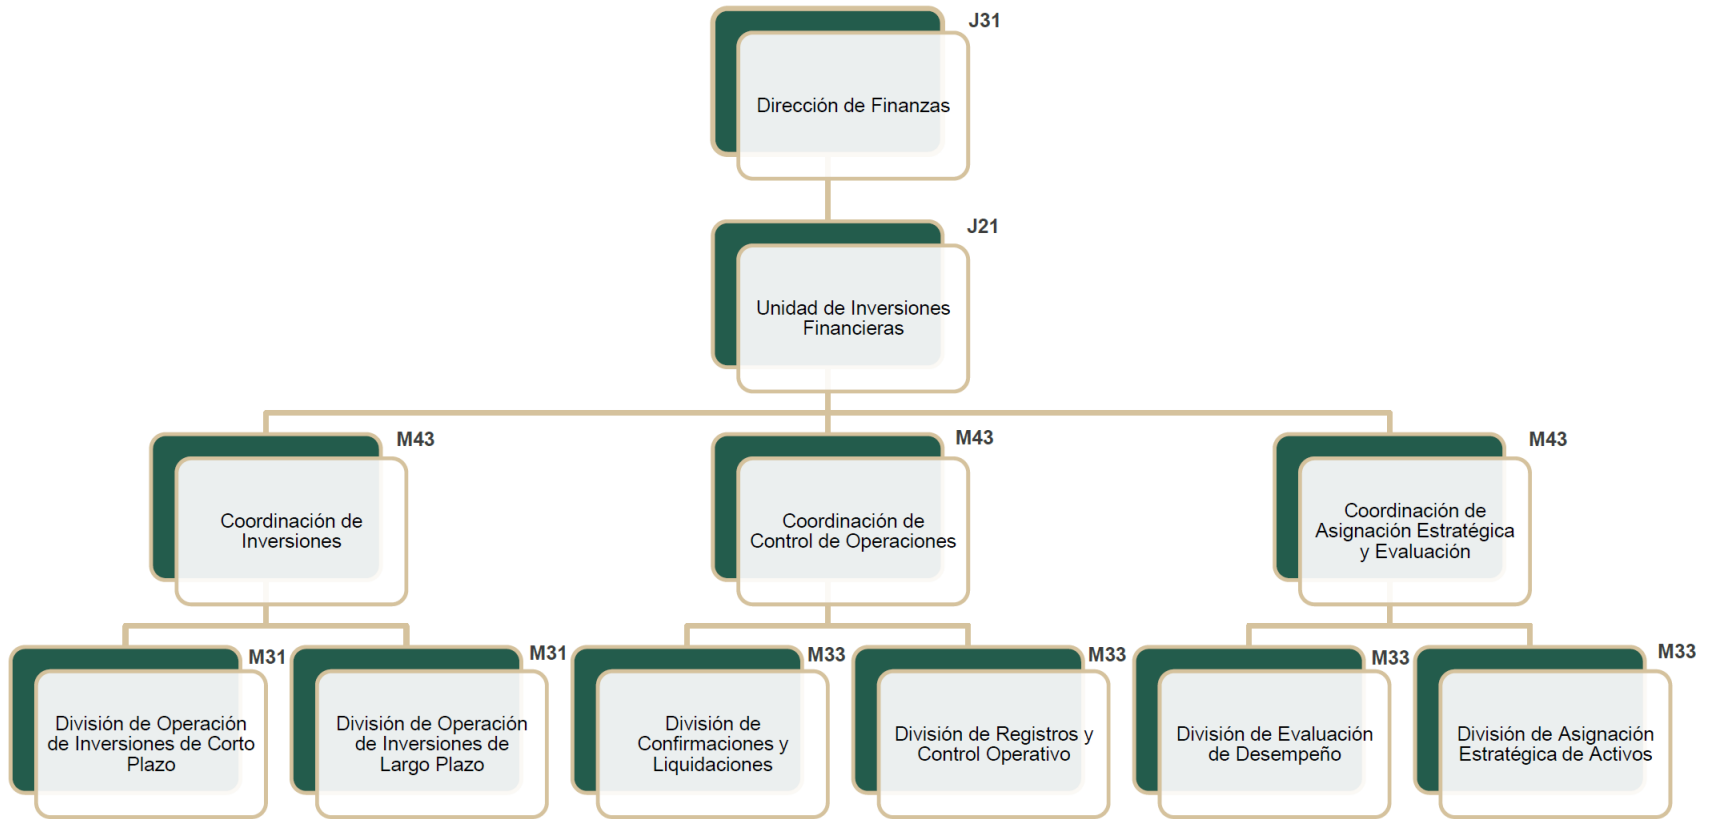 J31
Dirección de Finanzas
J21
Unidad de Inversiones
Financieras
M43
Coordinación de
Inversiones
M43
Coordinación de
Control de Operaciones
M43
Coordinación de
Asignación Estratégica
y Evaluación
M31
División de Operación
de Inversiones de Corto
Plazo
M31
División de Operación
de Inversiones de
Largo Plazo
M33
División de
Confirmaciones y
Liquidaciones
M33
División de Registros y
Control Operativo
M33
División de Evaluación
de Desempeño
M33
División de Asignación
Estratégica de Activos